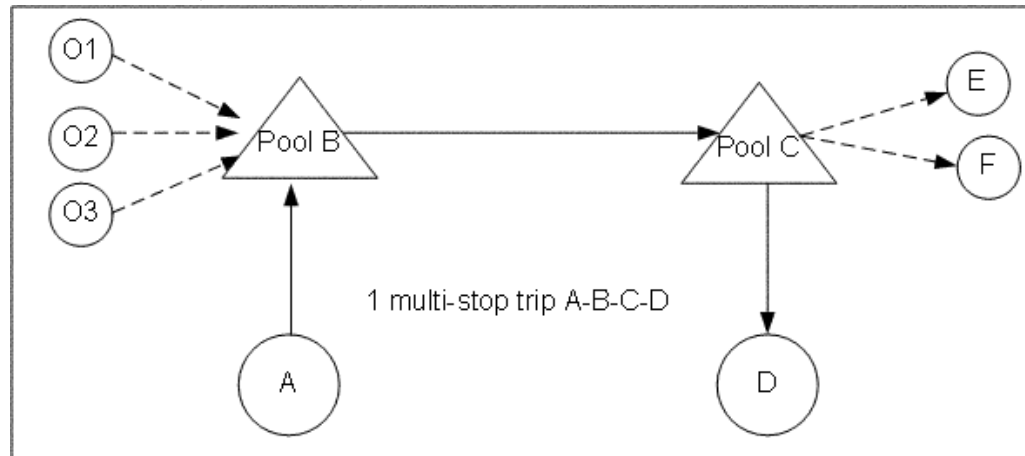 O1
O2
O3
Pool B
Pool C
E
F
1 multi-stop trip A-B-C-D
A
D